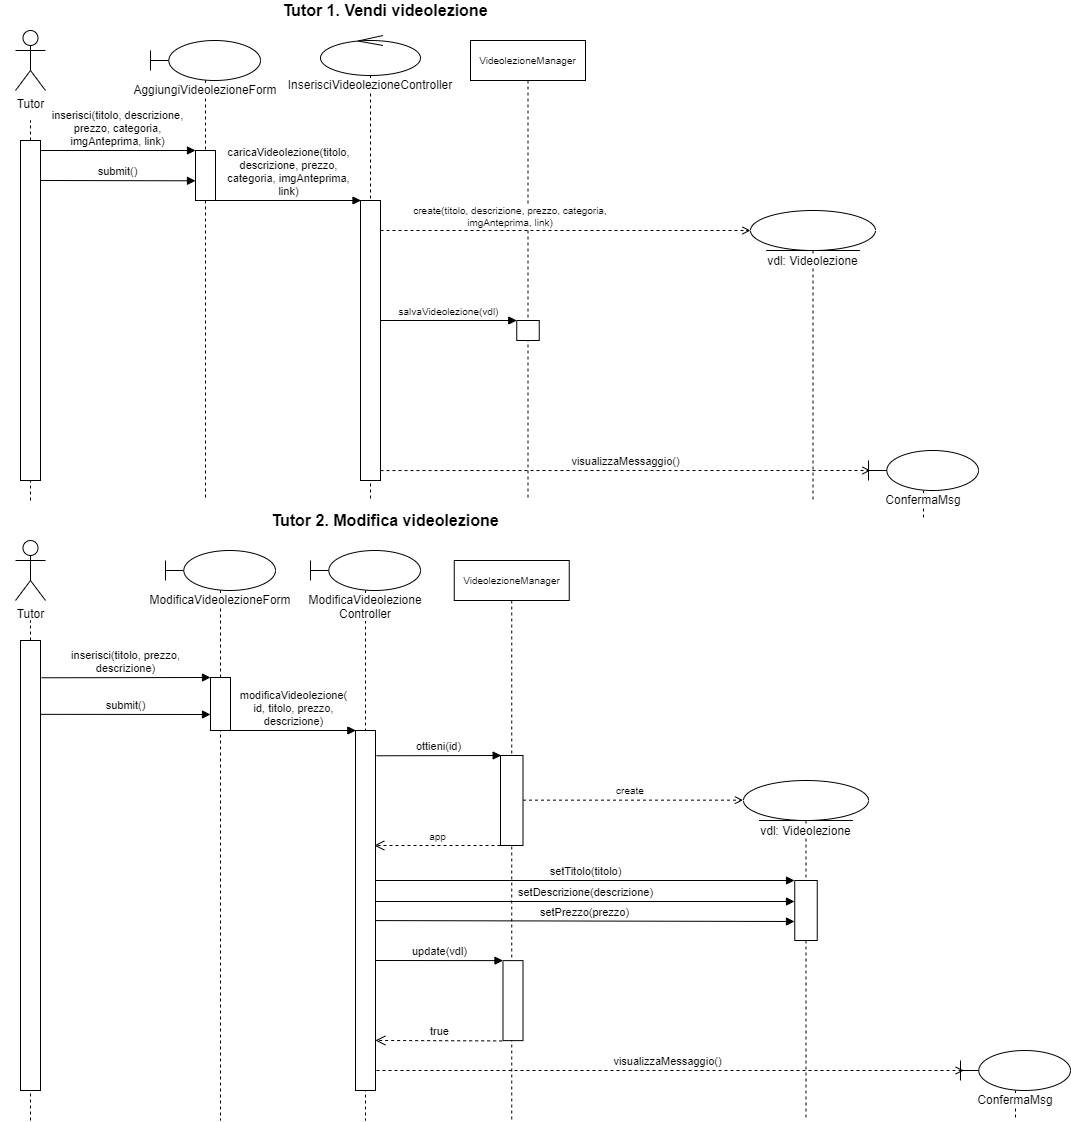 Tutor 1. Vendi videolezione
VideolezioneManager
AggiungiVideolezioneForm
InserisciVideolezioneController
Tutor
inserisci(titolo, descrizione,
prezzo, categoria,
imgAnteprima, link)
submit()
caricaVideolezione(titolo,
descrizione, prezzo,
categoria, imgAnteprima,
link)
create(titolo, descrizione, prezzo, categoria,
imgAnteprima, link)
vdl: Videolezione
salvaVideolezione(vdl)
visualizzaMessaggio()
ConfermaMsg
Tutor 2. Modifica videolezione
VideolezioneManager
ModificaVideolezioneForm
ModificaVideolezione
Controller
Tutor
inserisci(titolo, prezzo,
descrizione)
submit()
modificaVideolezione(
id, titolo, prezzo,
descrizione)
ottieni(id)
create
vdl: Videolezione
app
setTitolo(titolo)
setDescrizione(descrizione)
setPrezzo(prezzo)
update(vdl)
true
visualizzaMessaggio()
ConfermaMsg